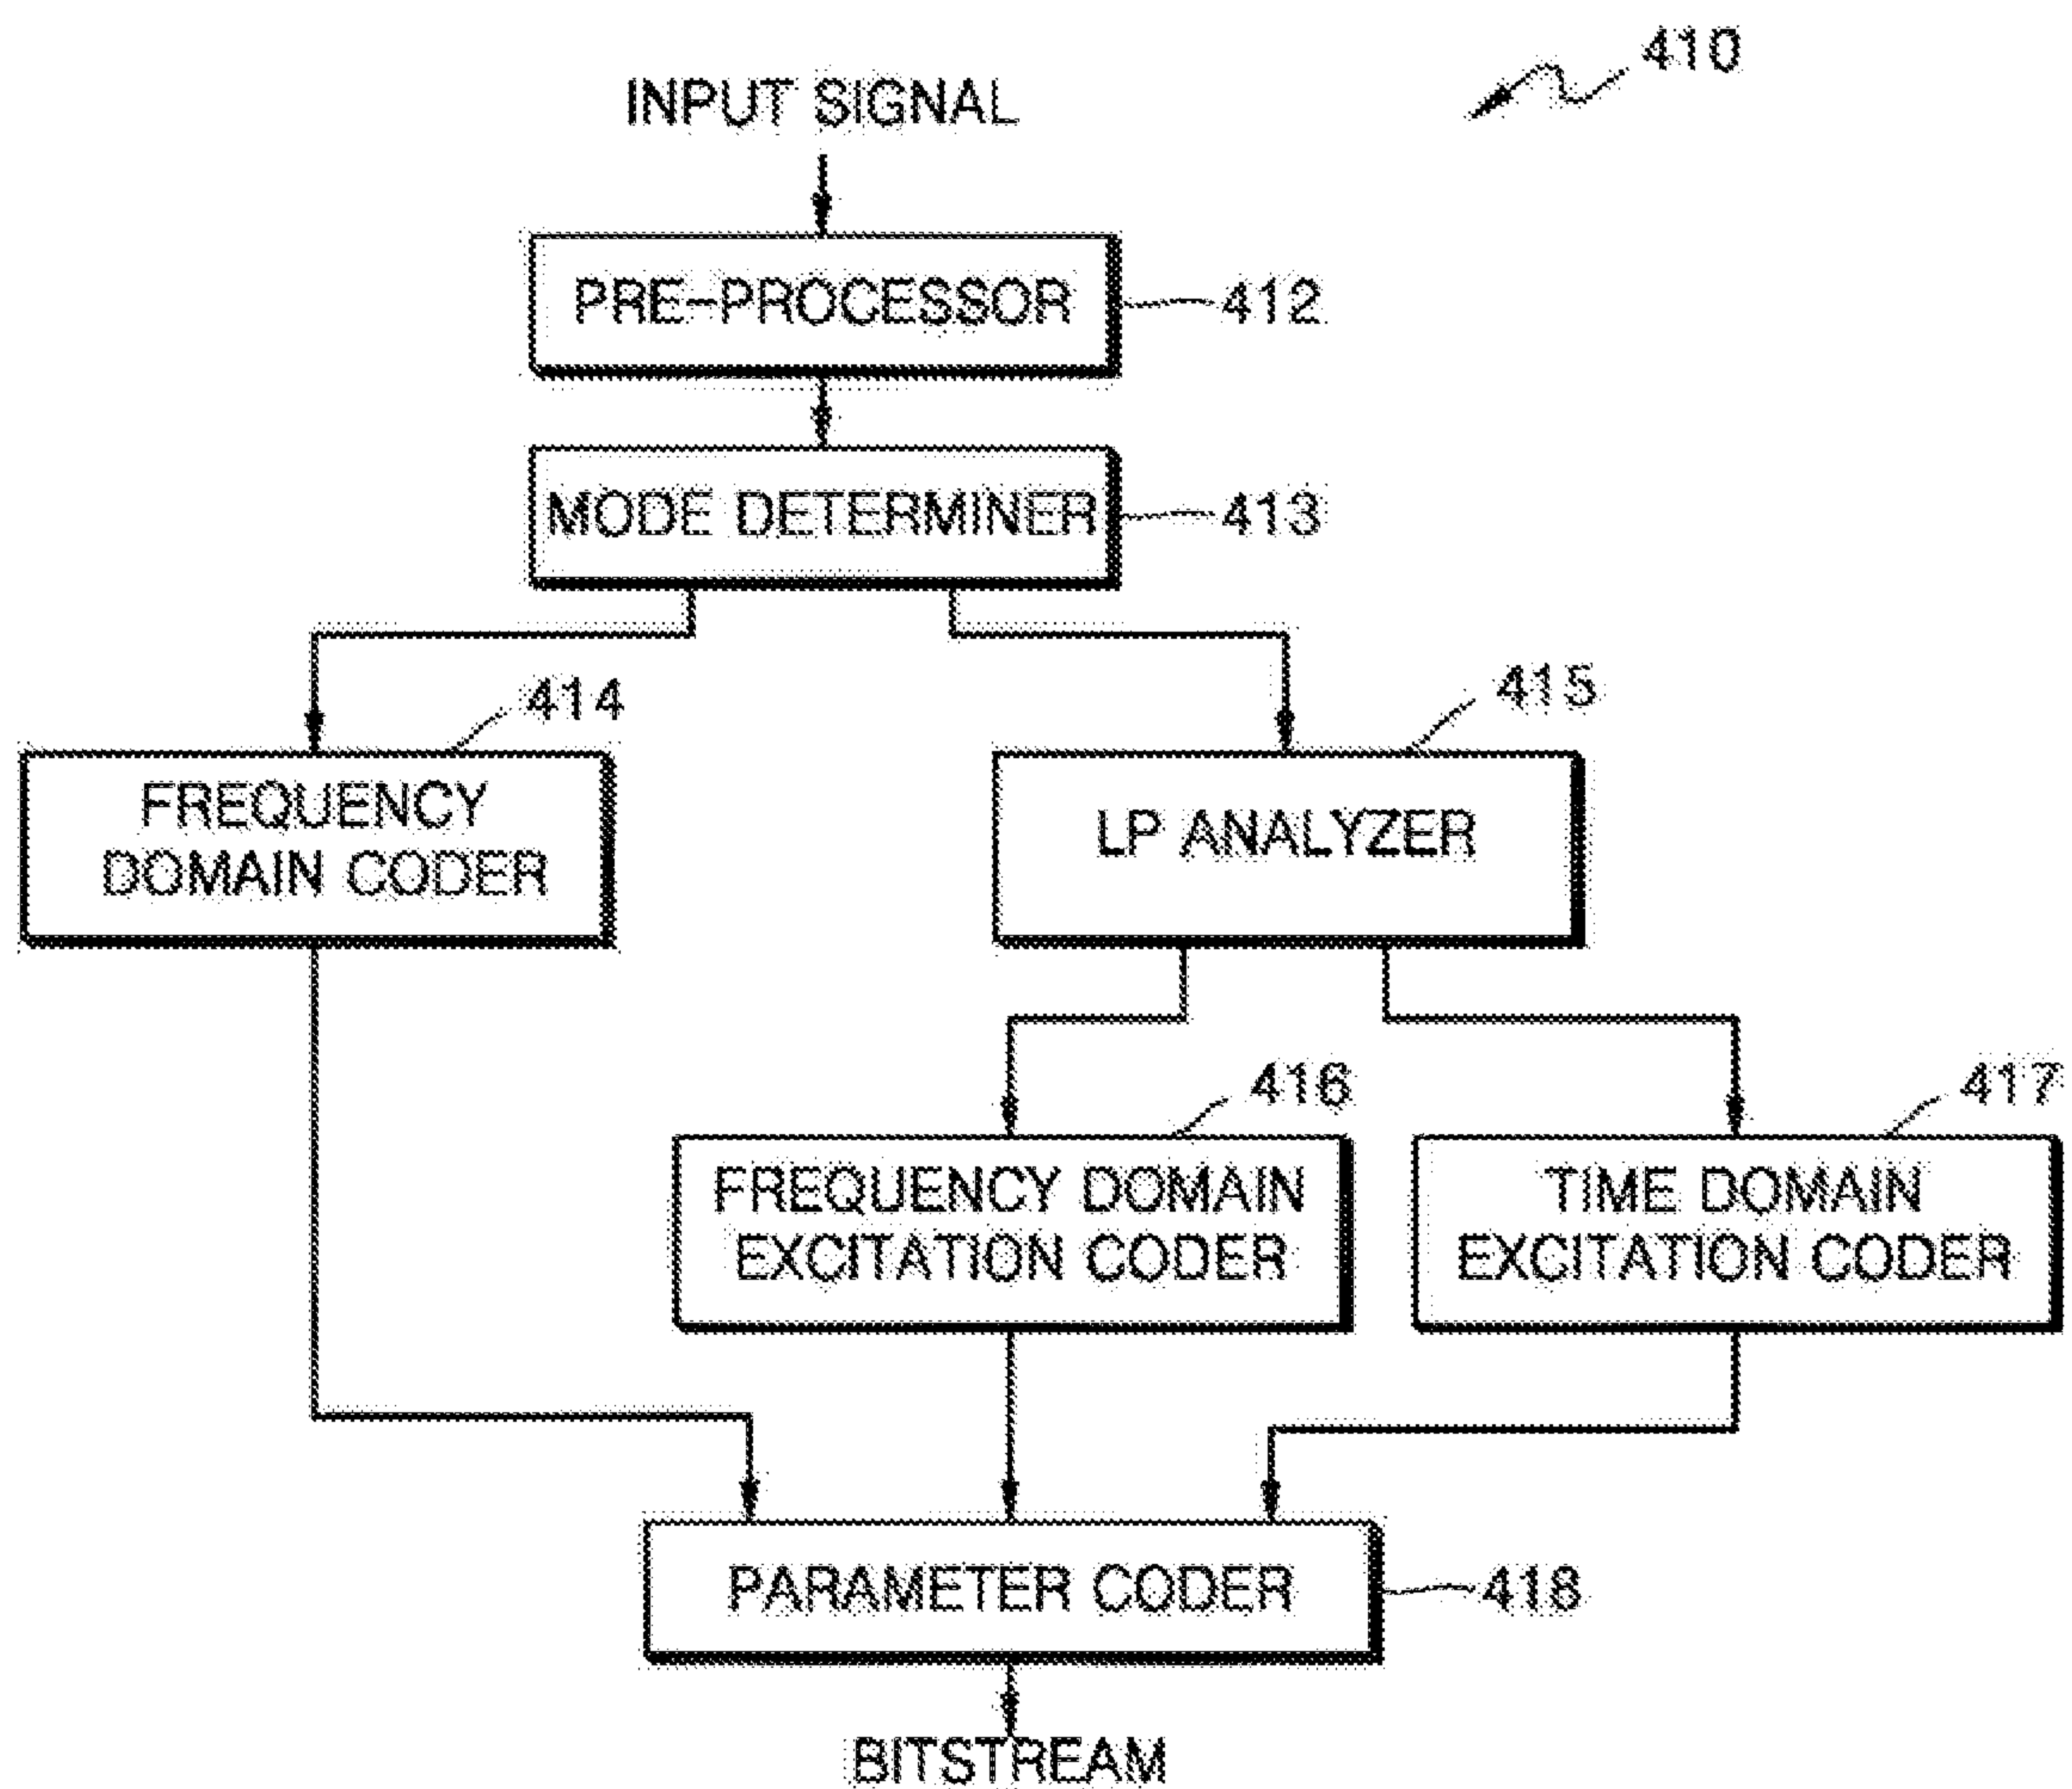 410
INPUT SIGNAL
PRE-PROCESSOR
412
MODE DETERMINER
413
414
415
FREQUENCY
DOMAIN CODER
LP ANALYZER
416
417
FREQUENCY DOMAIN
EXCITATION CODER
TIME DOMAIN
EXCITATION CODER
PARAMETER CODER
418
BITSTREAM